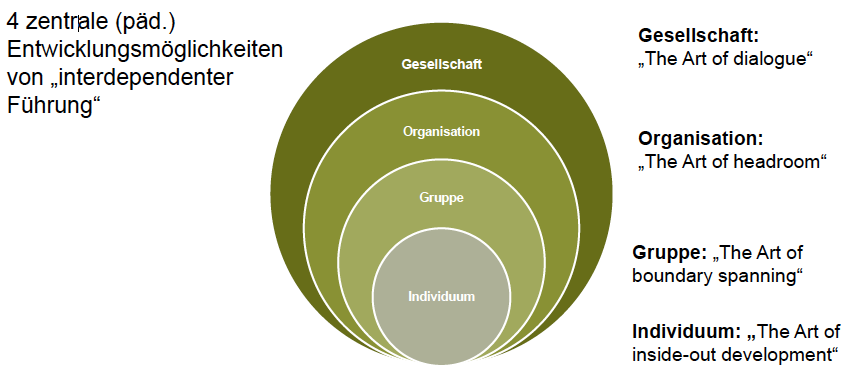 4 zentrale (päd.)
Entwicklungsmöglichkeiten
von „interdependenter
Führung“
Gesellschaft
Organisation
Gruppe
Individuum
Gesellschaft:
„The Art of dialogue“
Organisation:
„The Art of headroom“
Gruppe: „The Art of
boundary spanning“
Individuum: „The Art of
inside-out development“